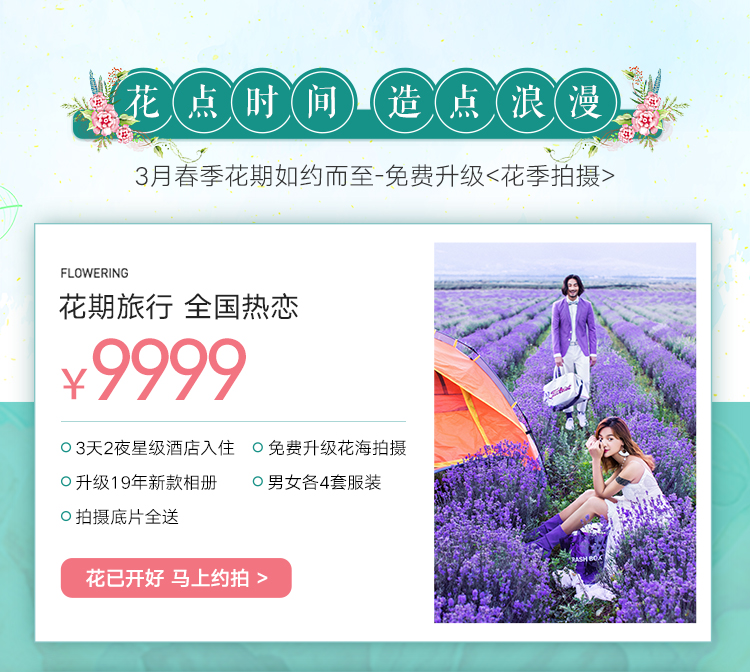 花点时间 造点浪漫
3月春季花期如约而至-免费升级<花季拍摄>
FLOWERING
花期旅行 全国热恋
¥9999
3天2夜星级酒店入住
免费升级花海拍摄
升级19年新款相册
男女各4套服装
拍摄底片全送
花已开好 马上约拍 >